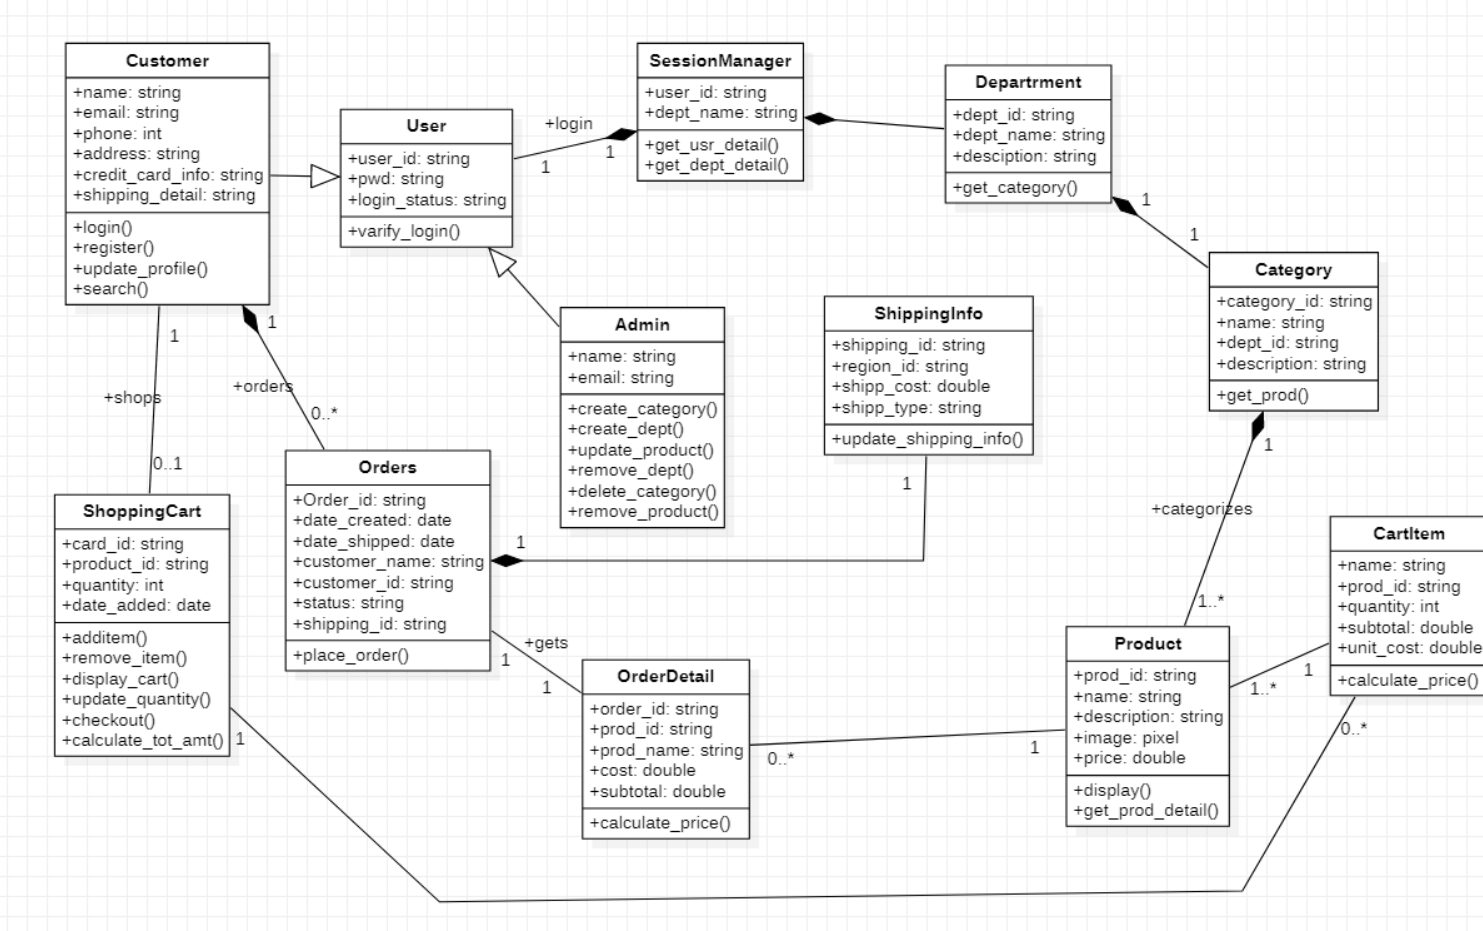 Customer
+name: string
+email: string
+phone: int
+address: string
+credit_card_info: string
+shipping_detail: string
+login()
+register()
+update_profile()
+search()
User
+user_id: string
+pwd: string
+login_status: string
+varify_login()
+login
1
1
SessionManager
+user_id: string
+dept_name: string
+get_usr_detail()
+get_dept_detail()
Departrment
+dept_id: string
+dept_name: string
+desciption: string
+get_category()
1
1
Category
+category_id: string
+name: string
+dept_id: string
+description: string
+get_prod()
Admin
+name: string
+email: string
+create_category()
+create_dept()
+update_product()
+remove_dept()
+delete_category()
+remove_product()
ShippingInfo
+shipping_id: string
+region_id: string
+shipp_cost: double
+shipp_type: string
+update_shipping_info()
1
1
+shops
0..1
1
+orders
0..*
ShoppingCart
+card_id: string
+product_id: string
+quantity: int
+date_added: date
+additem()
+remove_item()
+display_cart()
+update_quantity()
+checkout()
+calculate_tot_amt()
1
Orders
+Order_id: string
+date_created: date
+date_shipped: date
+customer_name: string
+customer_id: string
+status: string
+shipping_id: string
+place_order()
1
+gets
1
1
OrderDetail
+order_id: string
+prod_id: string
+prod_name: string
+cost: double
+subtotal: double
+calculate_price()
0..*
1
1
+categorizes
1..*
Product
+prod_id: string
+name: string
+description: string
+image: pixel
+price: double
+display()
+get_prod_detail()
1..*
1
CartItem
+name: string
+prod_id: string
+quantity: int
+subtotal: double
+unit_cost: double
+calculate_price()
0..*